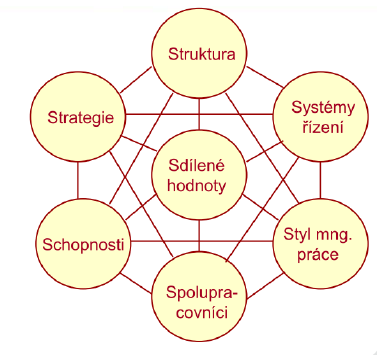 Struktura
Strategie
Systémy
řízení
Sdílené
hodnoty
Schopnosti
Styl mng.
práce
Spolupra-
covníci